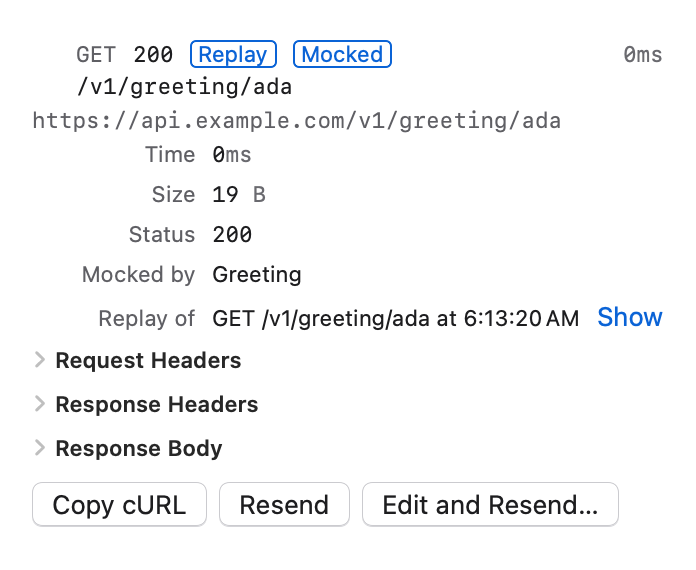 GET 200 Replay Mocked 0ms
/v1/greeting/ada
https://api.example.com/v1/greeting/ada
Time 0ms
Size 19 B
Status 200
Mocked by Greeting
Replay of GET /v1/greeting/ada at 6:13:20 AM Show
Request Headers
Response Headers
Response Body
Copy cURL Resend Edit and Resend...